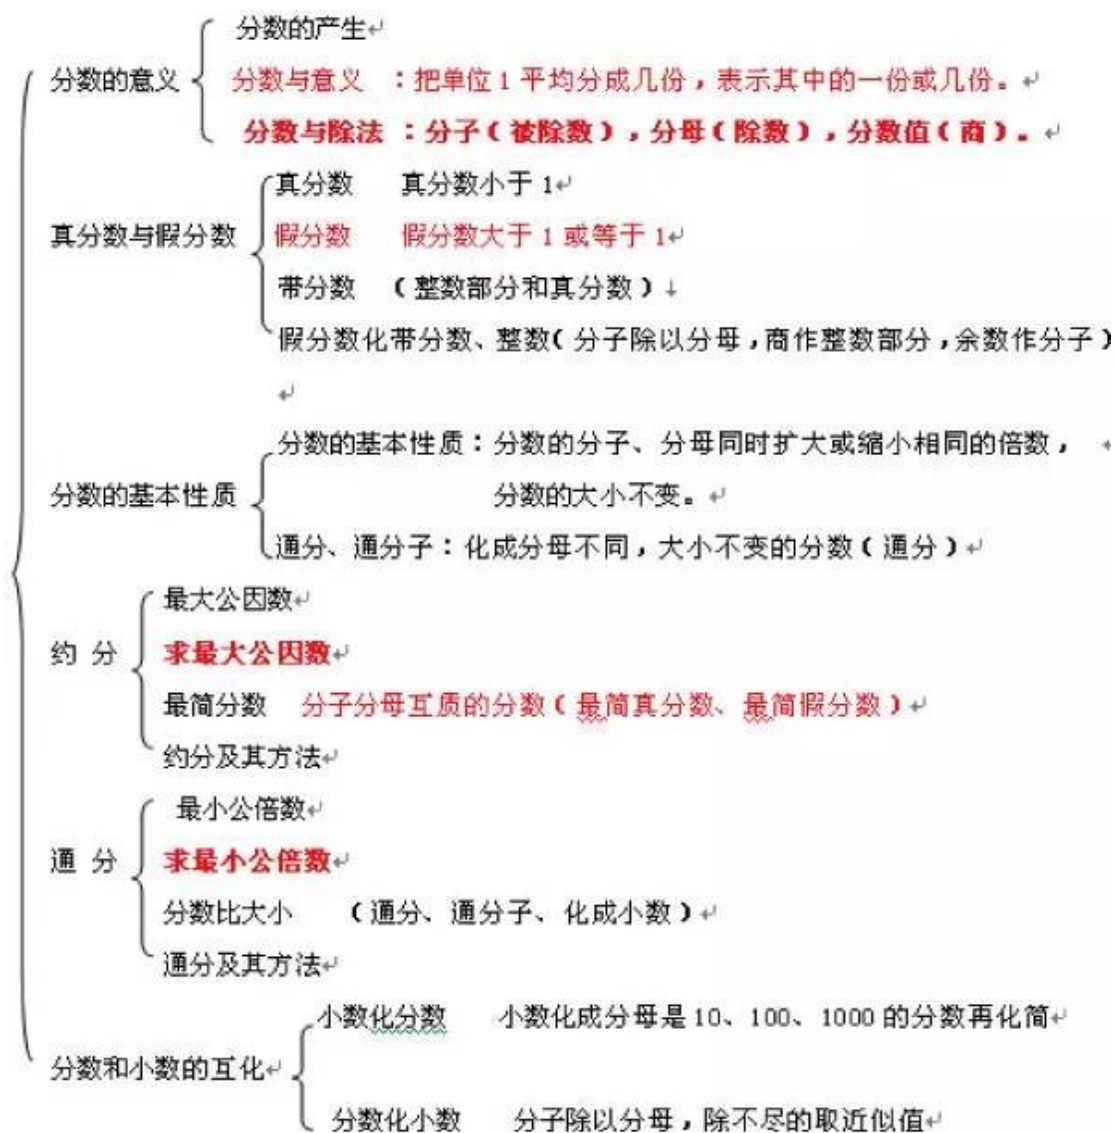 分数的产生
分数的意义
分数与意义 ：把单位1平均分成几份，表示其中的一份或几份。
分数与除法 ：分子（被除数），分母（除数），分数值（商）。
真分数 真分数小于1
真分数与假分数
假分数 假分数大于1或等于1
带分数 （整数部分和真分数）
假分数化带分数、整数（分子除以分母，商作整数部分，余数作分子）
分数的基本性质：分数的分子、分母同时扩大或缩小相同的倍数，
分数的基本性质
分数的大小不变。
通分、通分子：化成分母不同，大小不变的分数（通分）
最大公因数
约 分
求最大公因数
最简分数 分子分母互质的分数（最简真分数、最简假分数）
约分及其方法
最小公倍数
通 分
求最小公倍数
分数比大小 （通分、通分子、化成小数）
通分及其方法
小数化分数 小数化成分母是10、100、1000的分数再化简
分数和小数的互化
分数化小数 分子除以分母，除不尽的取近似值